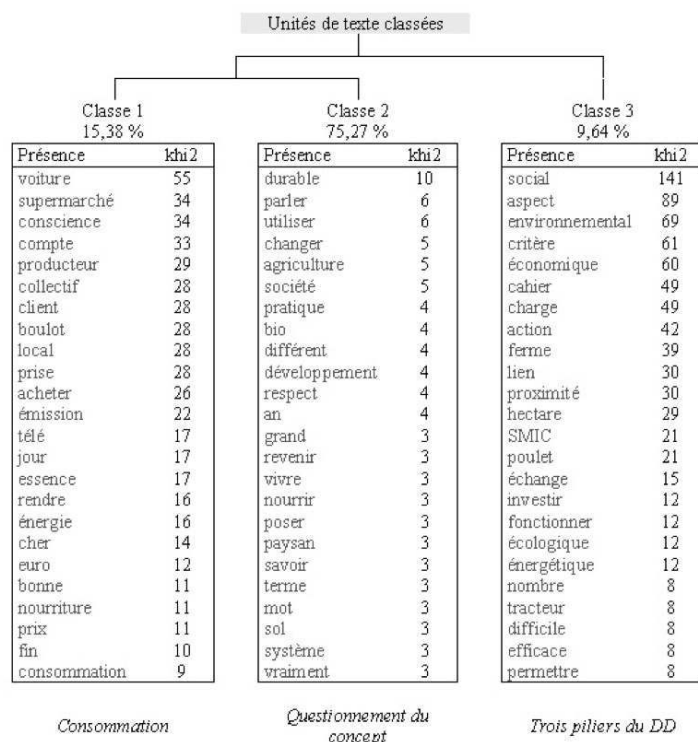 Unités de texte classées
Classe 1
15,38 %
Présence khi2
voiture 55
supermarché 34
conscience 34
compte 33
producteur 29
collectif 28
client 28
boulot 28
local 28
prise 28
acheter 26
émission 22
télé 17
jour 17
essence 17
rendre 16
énergie 16
cher 14
euro 12
bonne 11
nourriture 11
prix 11
fin 10
consommation 9
Consommation
Classe 2
75,27 %
Présence khi2
durable 10
parler 6
utiliser 6
changer 5
agriculture 5
société 5
pratique 4
bio 4
différent 4
développement 4
respect 4
an 4
grand 3
revenir 3
vivre 3
nourrir 3
poser 3
paysan 3
savoir 3
terme 3
mot 3
sol 3
système 3
vraiment 3
Questionnement du
concept
Classe 3
9,64 %
Présence khi2
social 141
aspect 89
environnemental 69
critère 61
économique 60
cahier 49
charge 49
action 42
ferme 39
lien 30
proximité 30
hectare 29
SMIC 21
poulet 21
échange 15
investir 12
fonctionner 12
écologique 12
énergétique 12
nombre 8
tracteur 8
difficile 8
efficace 8
permettre 8
Trois piliers du DD